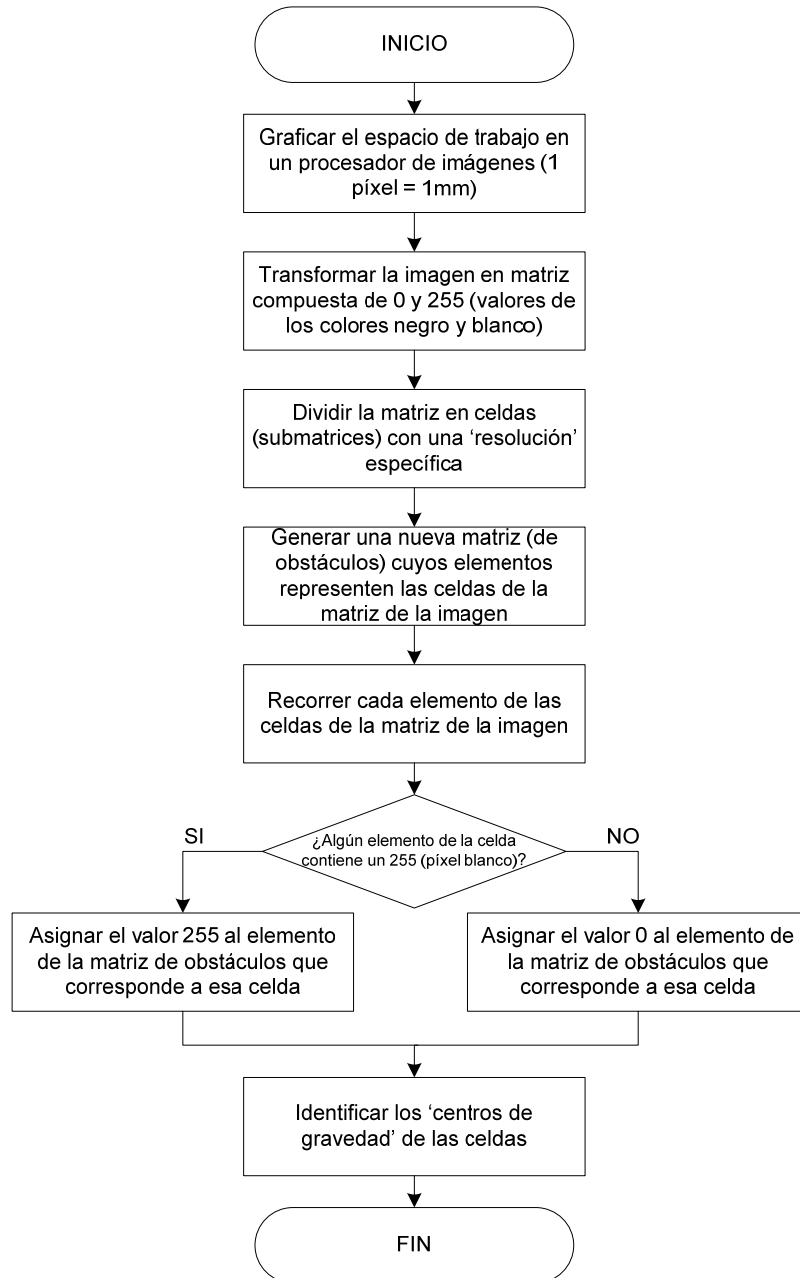 INICIO
Graficar el espacio de trabajo en
un procesador de imágenes (1
píxel = 1mm)
Transformar la imagen en matriz
compuesta de 0 y 255 (valores de
los colores negro y blanco)
Dividir la matriz en celdas
(submatrices) con una ‘resolución’
específica
Generar una nueva matriz (de
obstáculos) cuyos elementos
representen las celdas de la
matriz de la imagen
Recorrer cada elemento de las
celdas de la matriz de la imagen
¿Algún elemento de la celda
contiene un 255 (píxel blanco)?
SI
NO
Asignar el valor 255 al elemento
de la matriz de obstáculos que
corresponde a esa celda
Asignar el valor 0 al elemento de
la matriz de obstáculos que
corresponde a esa celda
Identificar los ‘centros de
gravedad’ de las celdas
FIN